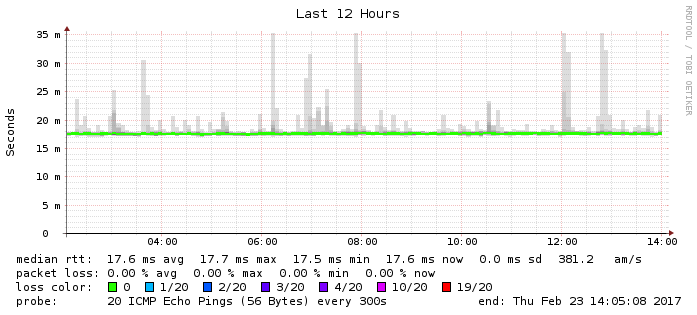 Last 12 Hours
RRDTOOL / TOBI OETIKER
Seconds
35 m
30 m
25 m
20 m
15 m
10 m
5 m
0
04:00 06:00 08:00 10:00 12:00 14:00
median rtt: 17.6 ms avg 17.7 ms max 17.5 ms min 17.6 ms now 0.0 ms sd 381.2 am/s
packet loss: 0.00 % avg 0.00 % max 0.00 % min 0.00 % now
loss color: 0 1/20 2/20 3/20 4/20 10/20 19/20
probe: 20 ICMP Echo Pings (56 Bytes) every 300s end: Thu Feb 23 14:05:08 2017